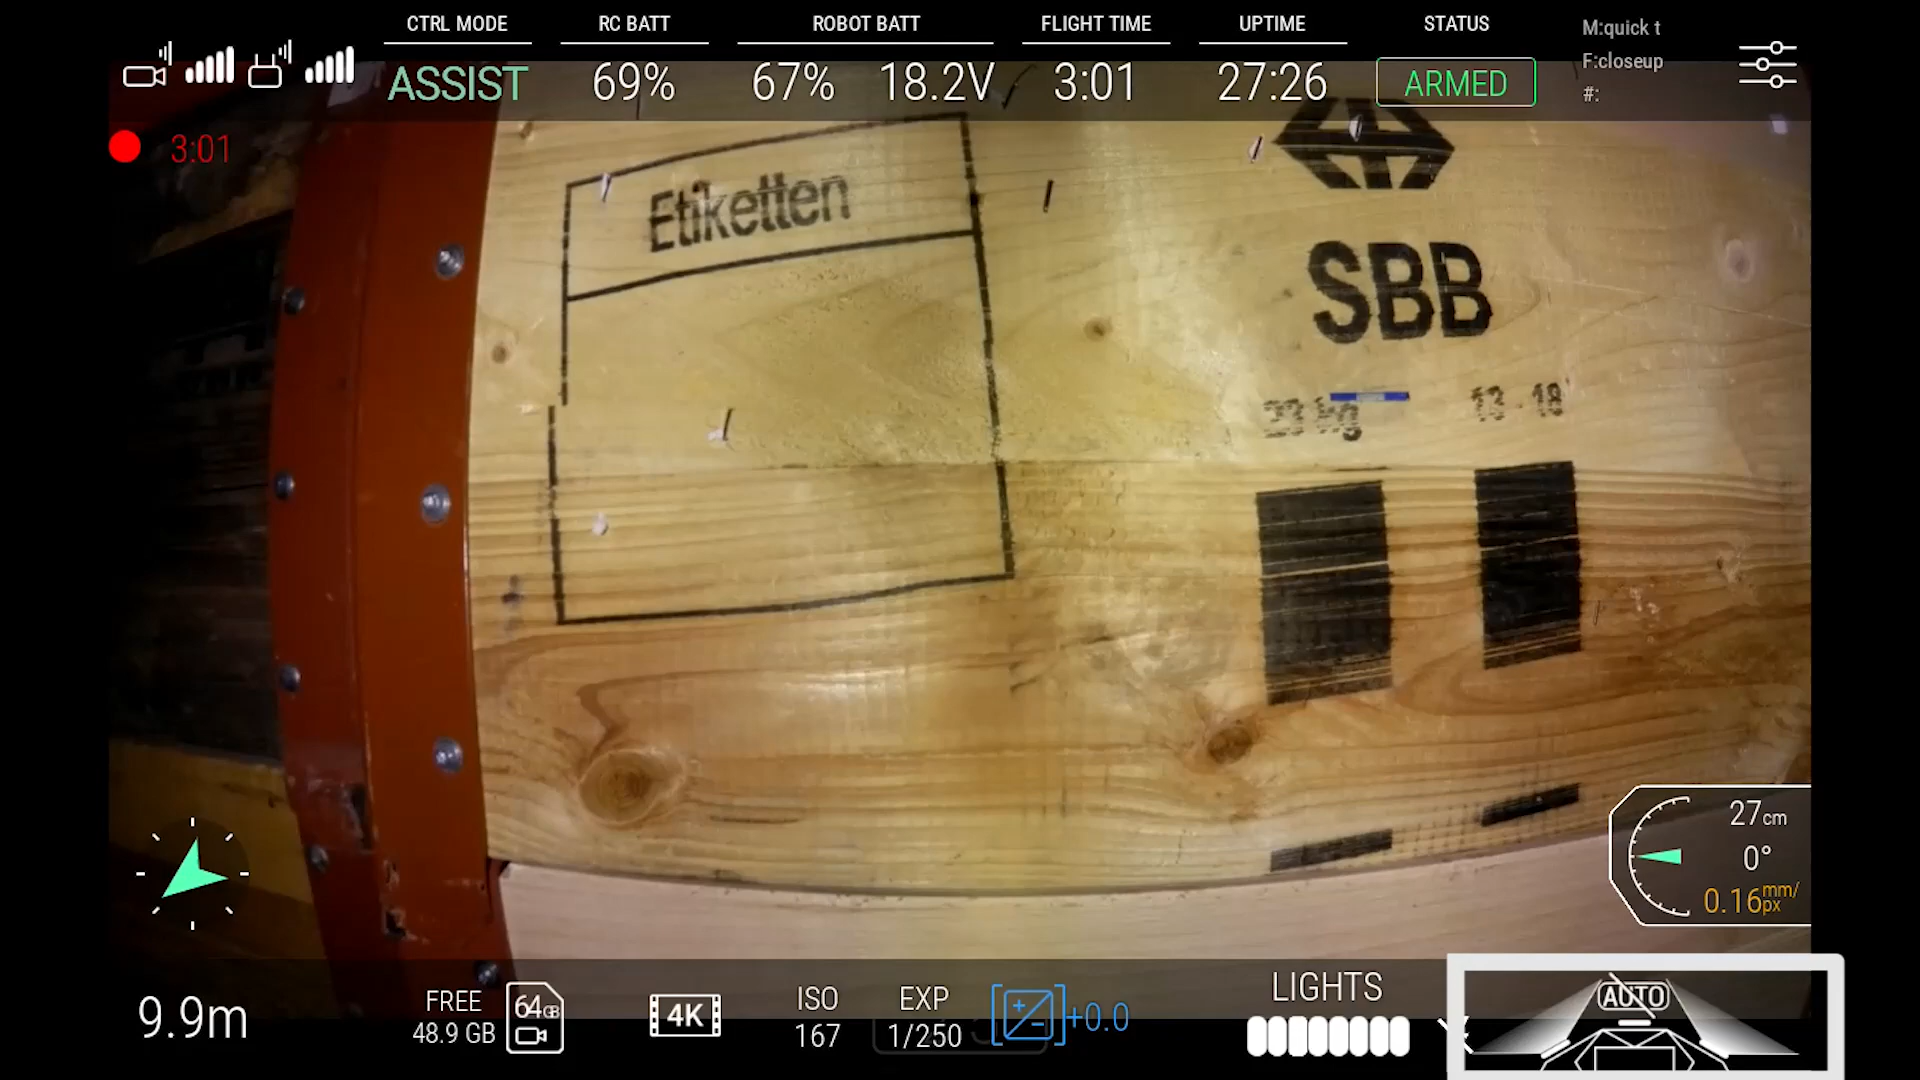 CTRL MODE
RC BATT
ROBOT BATT
FLIGHT TIME
UPTIME
STATUS
M:quick t
F:closeup
#:
ASSIST
69%
67%
18.2V
3:01
27:26
ARMED
3:01
Etiketten
SBB
23 kg
13-18
27cm
0°
0.16mm/px
9.9m
FREE
48.9 GB
64GB
4K
ISO
167
EXP
1/250
+0.0
LIGHTS
AUTO